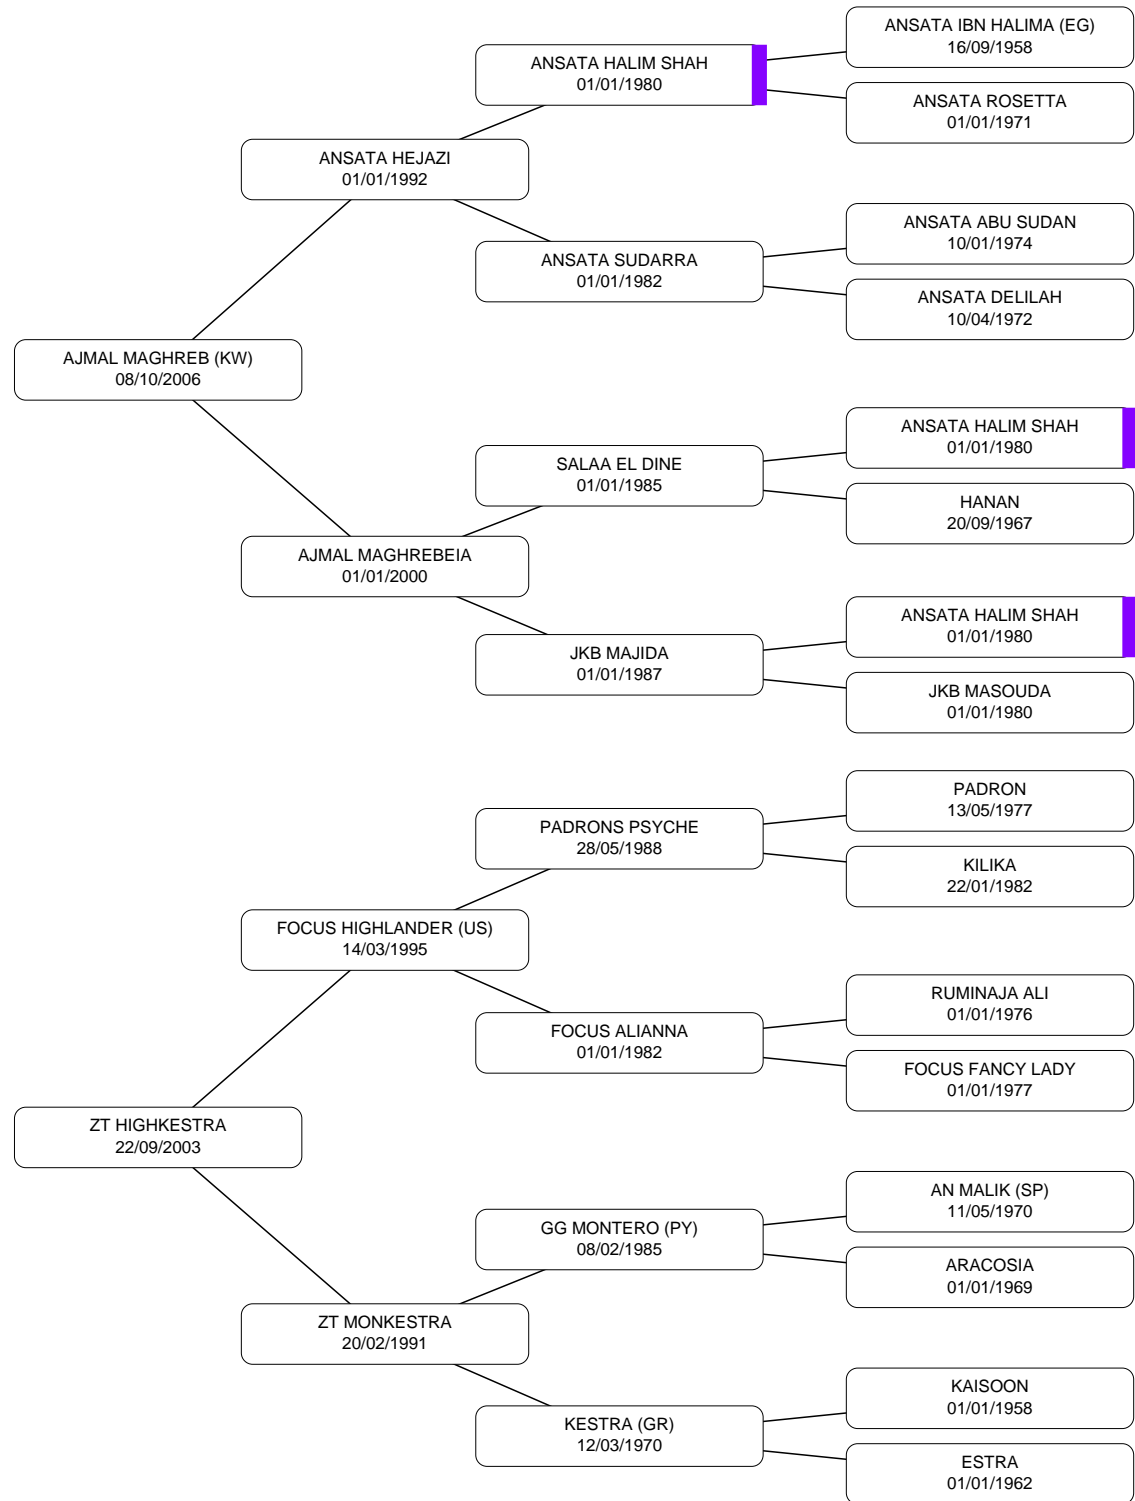 ANSATA IBN HALIMA (EG)
16/09/1958
ANSATA HALIM SHAH
01/01/1980
ANSATA ROSETTA
01/01/1971
ANSATA HEJAZI
01/01/1992
ANSATA ABU SUDAN
10/01/1974
ANSATA SUDARRA
01/01/1982
ANSATA DELILAH
10/04/1972
AJMAL MAGHREB (KW)
08/10/2006
ANSATA HALIM SHAH
01/01/1980
SALAA EL DINE
01/01/1985
HANAN
20/09/1967
AJMAL MAGHREBEIA
01/01/2000
ANSATA HALIM SHAH
01/01/1980
JKB MAJIDA
01/01/1987
JKB MASOUDA
01/01/1980
PADRON
13/05/1977
PADRONS PSYCHE
28/05/1988
KILIKA
22/01/1982
FOCUS HIGHLANDER (US)
14/03/1995
RUMINAJA ALI
01/01/1976
FOCUS ALIANNA
01/01/1982
FOCUS FANCY LADY
01/01/1977
ZT HIGHKESTRA
22/09/2003
AN MALIK (SP)
11/05/1970
GG MONTERO (PY)
08/02/1985
ARACOSIA
01/01/1969
ZT MONKESTRA
20/02/1991
KAISOON
01/01/1958
KESTRA (GR)
12/03/1970
ESTRA
01/01/1962